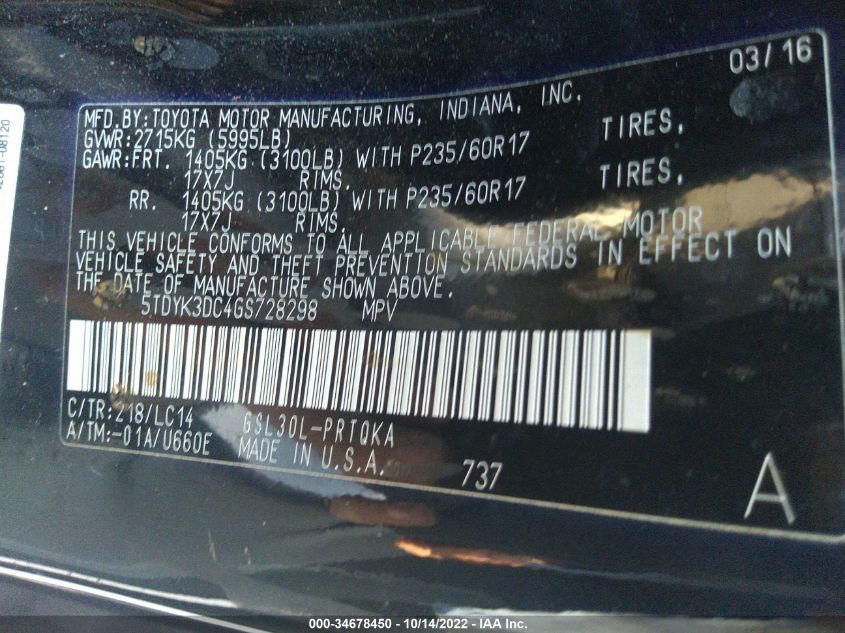 03/16
MFD.BY:TOYOTA MOTOR MANUFACTURING, INDIANA, INC.
GVWR:2715KG (5995LB)
GAWR:FRT. 1405KG (3100LB) WITH P235/60R17 TIRES,
17X7J RIMS.
RR. 1405KG (3100LB) WITH P235/60R17 TIRES,
17X7J RIMS.
THIS VEHICLE CONFORMS TO ALL APPLICABLE FEDERAL MOTOR
VEHICLE SAFETY AND THEFT PREVENTION STANDARDS IN EFFECT ON
THE DATE OF MANUFACTURE SHOWN ABOVE.
5TDYK3DC4GS728298 MPV
C/TR:218/LC14 GSL30L-PRTQKA
A/TM:-01A/U660E MADE IN U.S.A.
737
A
000-34678450 - 10/14/2022 - IAA Inc.